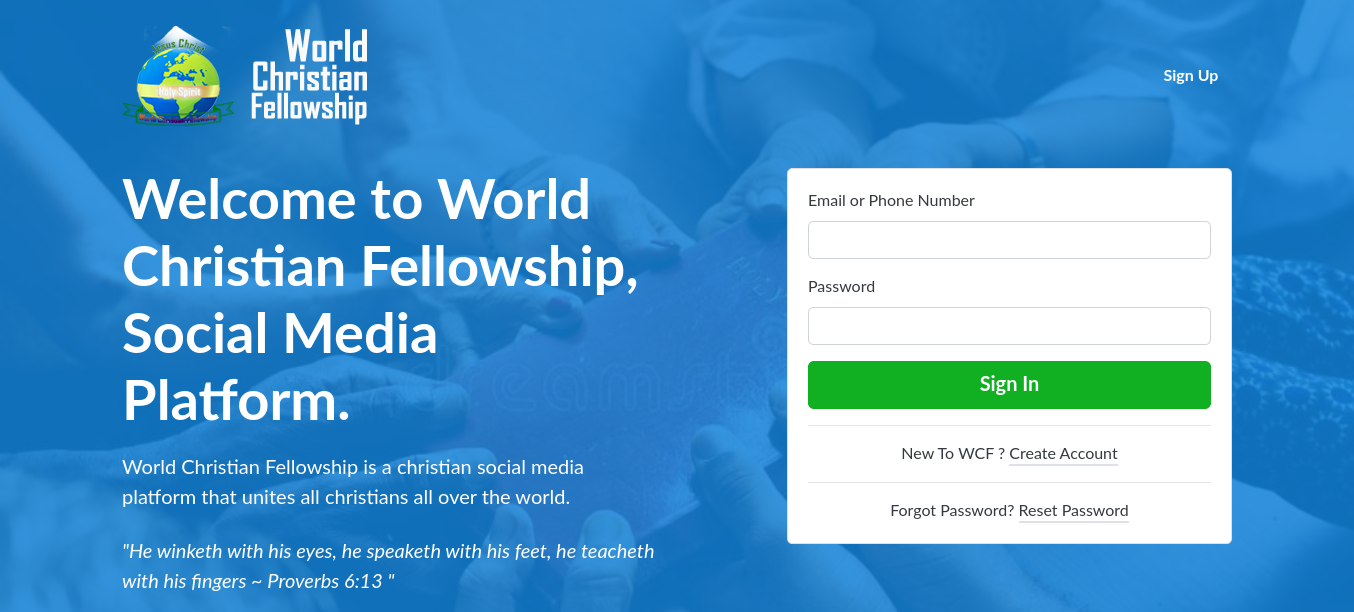 Jesus Christ
Holy Spirit
World
Christian
Fellowship
Sign Up
Welcome to World
Christian Fellowship,
Social Media
Platform.
World Christian Fellowship is a christian social media
platform that unites all christians all over the world.
"He winketh with his eyes, he speaketh with his feet, he teacheth
with his fingers ~ Proverbs 6:13 "
Email or Phone Number
Password
Sign In
New To WCF ? Create Account
Forgot Password? Reset Password